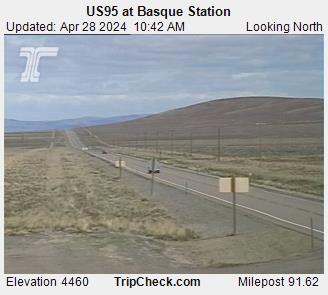 US95 at Basque Station
Updated: Apr 28 2024 10:42 AM Looking North
Elevation 4460 TripCheck.com Milepost 91.62